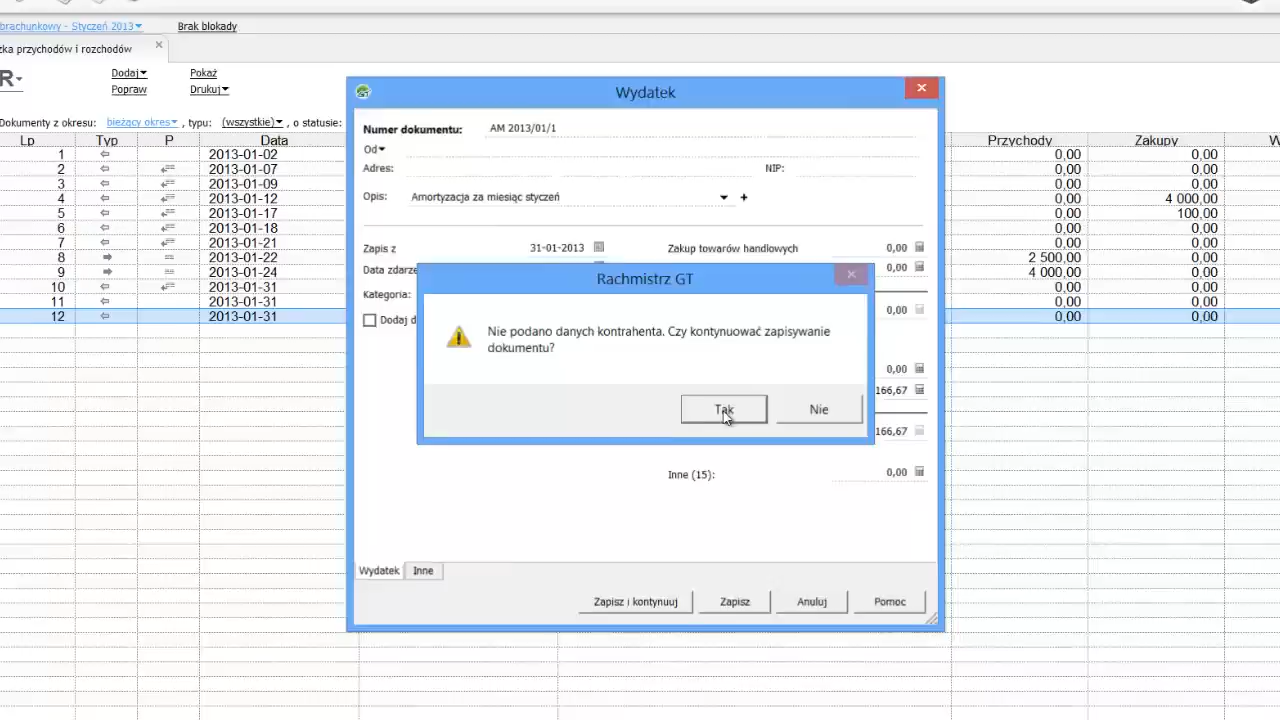 brachunkowy - Styczeń 2013 Brak blokady
zka przychodów i rozchodów
R
Dodaj Pokaż
Popraw Drukuj
Dokumenty z okresu: bieżący okres , typu: (wszystkie) , o statusie:
Lp Typ P Data Przychody Zakupy W
1 2013-01-02 0,00 0,00
2 2013-01-07 0,00 0,00
3 2013-01-09 0,00 0,00
4 2013-01-12 0,00 4 000,00
5 2013-01-17 0,00 100,00
6 2013-01-18 0,00 0,00
7 2013-01-21 0,00 0,00
8 2013-01-22 2 500,00 0,00
9 2013-01-24 4 000,00 0,00
10 2013-01-31 0,00 0,00
11 2013-01-31 0,00 0,00
12 2013-01-31 0,00 0,00
Wydatek
Numer dokumentu: AM 2013/01/1
Od
Adres: NIP:
Opis: Amortyzacja za miesiąc styczeń +
Zapis z 31-01-2013 Zakup towarów handlowych 0,00
Data zdarze 0,00
Kategoria:
0,00
Dodaj d
0,00
166,67
166,67
Inne (15): 0,00
Rachmistrz GT
Nie podano danych kontrahenta. Czy kontynuować zapisywanie
dokumentu?
Tak Nie
Wydatek Inne
Zapisz i kontynuuj Zapisz Anuluj Pomoc